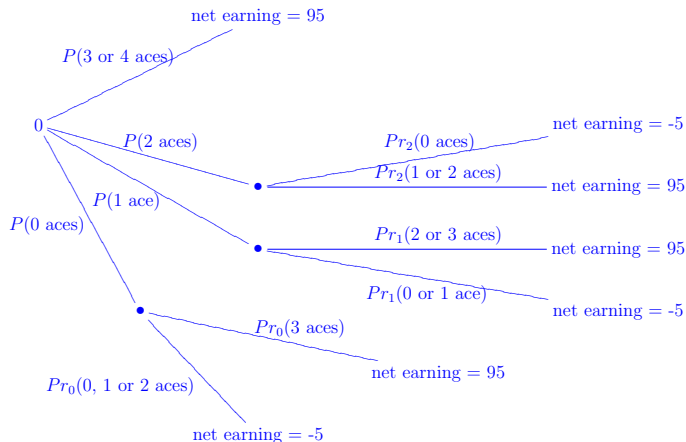 net earning = 95
P(3 or 4 aces)
0
P(2 aces)
net earning = -5
Pr₂(0 aces)
Pr₂(1 or 2 aces)
net earning = 95
P(1 ace)
P(0 aces)
Pr₁(2 or 3 aces)
net earning = 95
Pr₁(0 or 1 ace)
net earning = -5
Pr₀(3 aces)
net earning = 95
Pr₀(0, 1 or 2 aces)
net earning = -5